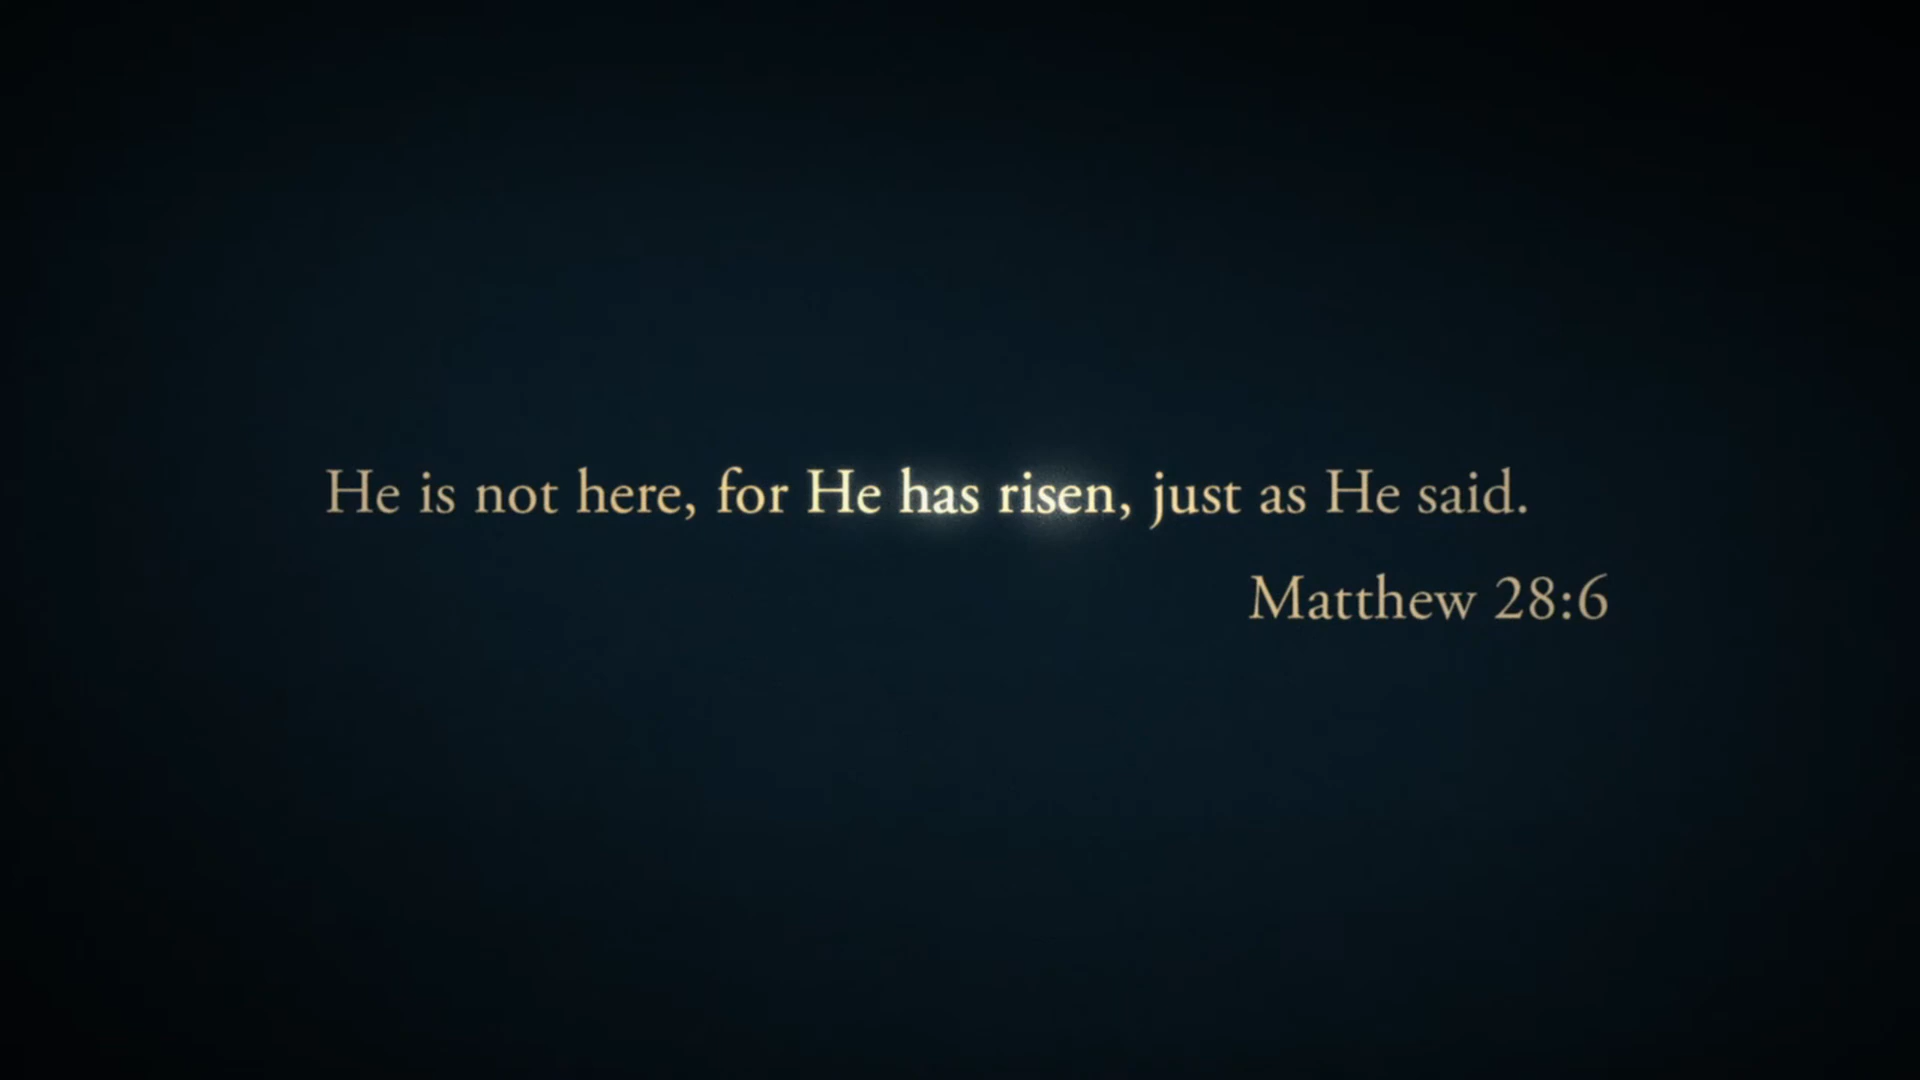 He is not here, for He has risen, just as He said.
Matthew 28:6